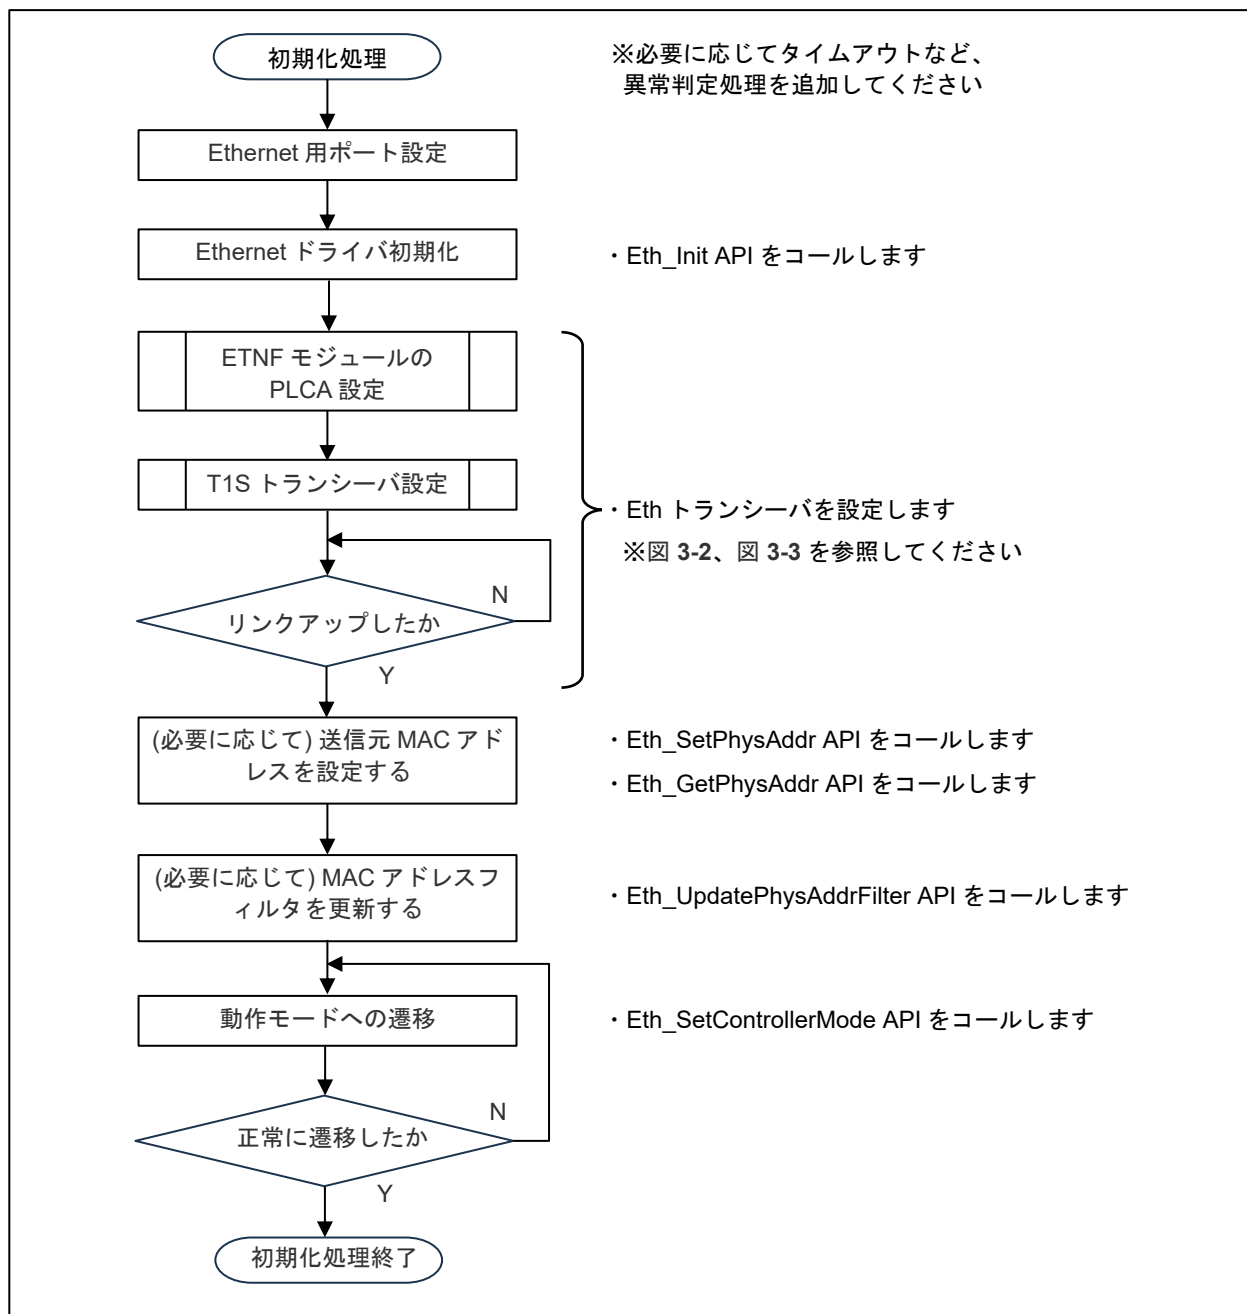 初期化処理
※必要に応じてタイムアウトなど、
異常判定処理を追加してください
Ethernet 用ポート設定
Ethernet ドライバ初期化
・Eth_Init API をコールします
ETNF モジュールの
PLCA 設定
T1S トランシーバ設定
・Eth トランシーバを設定します
※図 3-2、図 3-3 を参照してください
N
リンクアップしたか
Y
(必要に応じて) 送信元 MAC アド
レスを設定する
・Eth_SetPhysAddr API をコールします
・Eth_GetPhysAddr API をコールします
(必要に応じて) MAC アドレスフ
ィルタを更新する
・Eth_UpdatePhysAddrFilter API をコールします
動作モードへの遷移
・Eth_SetControllerMode API をコールします
N
正常に遷移したか
Y
初期化処理終了